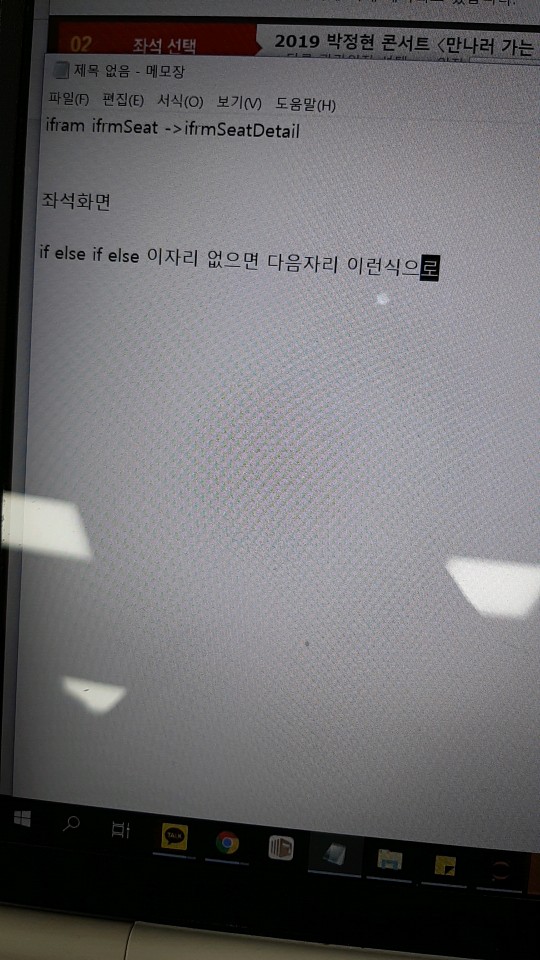 02 좌석 선택
2019 박정현 콘서트 〈만나러 가는
제목 없음 - 메모장
파일(F) 편집(E) 서식(O) 보기(V) 도움말(H)
ifram ifrmSeat ->ifrmSeatDetail
좌석화면
if else if else 이자리 없으면 다음자리 이런식으로
TALK